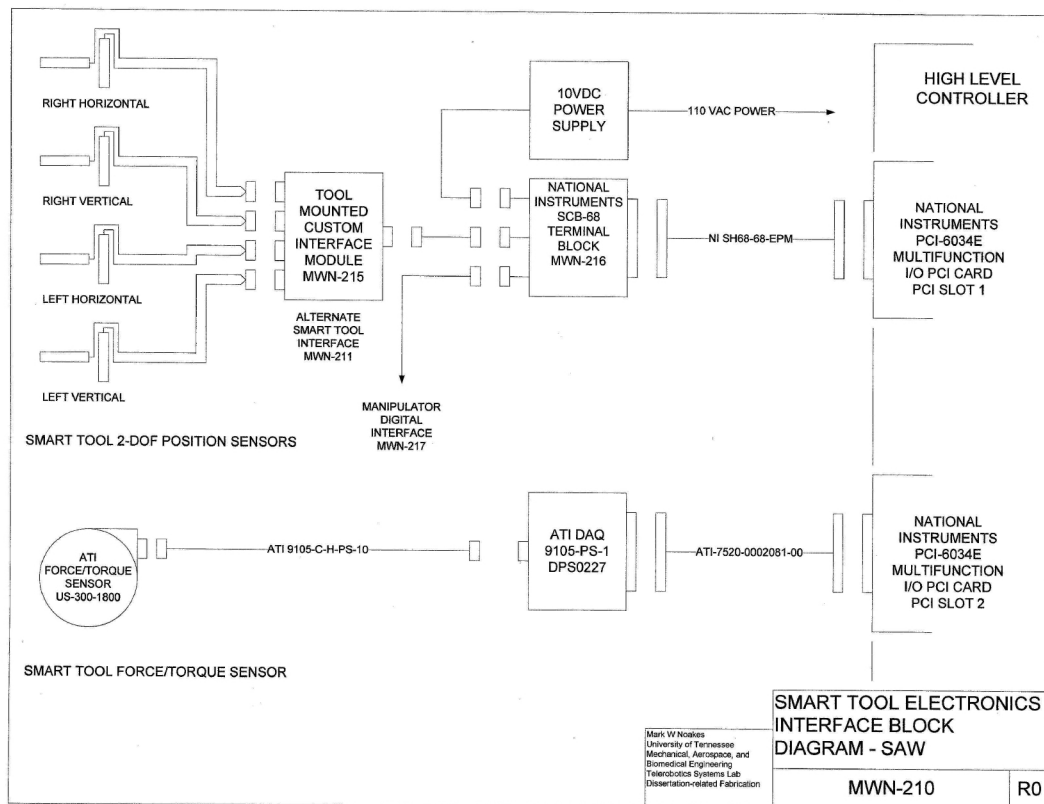 RIGHT HORIZONTAL
RIGHT VERTICAL
LEFT HORIZONTAL
LEFT VERTICAL
SMART TOOL 2-DOF POSITION SENSORS
TOOL
MOUNTED
CUSTOM
INTERFACE
MODULE
MWN-215
ALTERNATE
SMART TOOL
INTERFACE
MWN-211
10VDC
POWER
SUPPLY
110 VAC POWER
HIGH LEVEL
CONTROLLER
NATIONAL
INSTRUMENTS
SCB-68
TERMINAL
BLOCK
MWN-216
NI SH68-68-EPM
NATIONAL
INSTRUMENTS
PCI-6034E
MULTIFUNCTION
I/O PCI CARD
PCI SLOT 1
MANIPULATOR
DIGITAL
INTERFACE
MWN-217
ATI
FORCE/TORQUE
SENSOR
US-300-1800
ATI 9105-C-H-PS-10
ATI DAQ
9105-PS-1
DPS0227
ATI-7520-0002081-00
NATIONAL
INSTRUMENTS
PCI-6034E
MULTIFUNCTION
I/O PCI CARD
PCI SLOT 2
SMART TOOL FORCE/TORQUE SENSOR
Mark W Noakes
University of Tennessee
Mechanical, Aerospace, and
Biomedical Engineering
Telerobotics Systems Lab
Dissertation-related Fabrication
SMART TOOL ELECTRONICS
INTERFACE BLOCK
DIAGRAM - SAW
MWN-210
R0